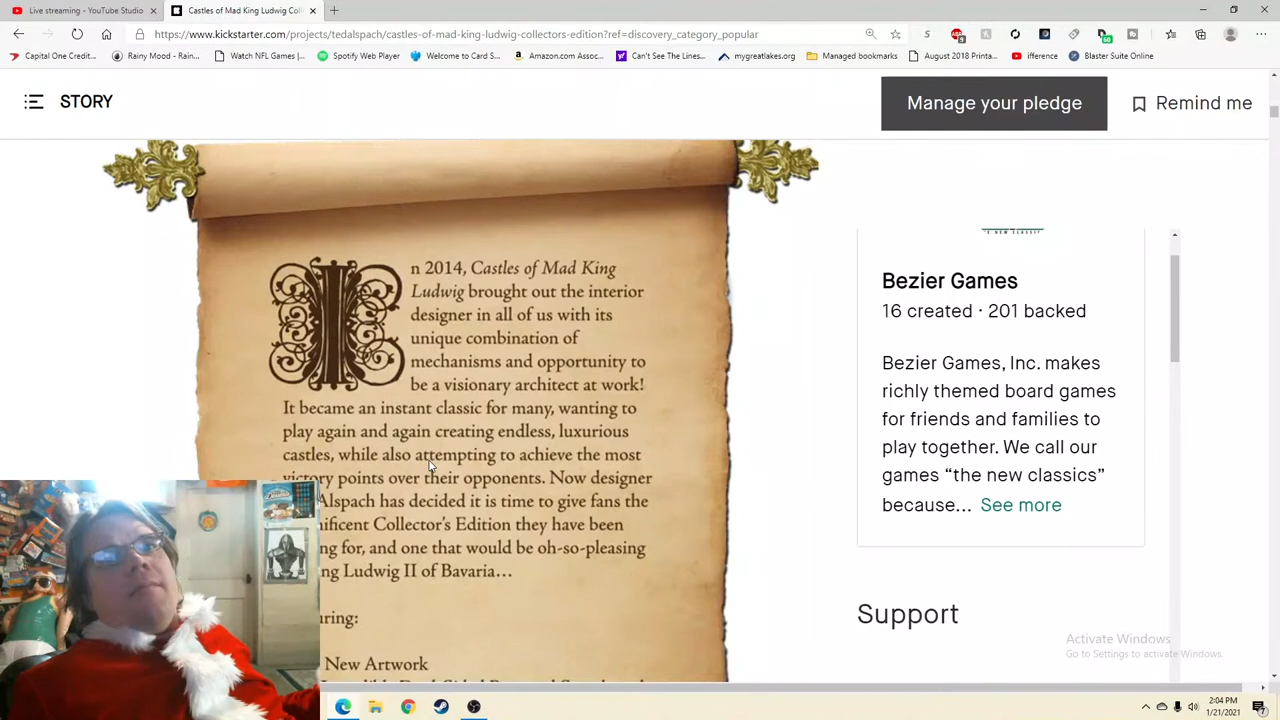 Live streaming - YouTube Studio
Castles of Mad King Ludwig Coll
https://www.kickstarter.com/projects/tedalspach/castles-of-mad-king-ludwig-collectors-edition?ref=discovery_category_popular
Capital One Credit...
Rainy Mood - Rain...
Watch NFL Games |...
Spotify Web Player
Welcome to Card S...
Amazon.com Assoc...
Can't See The Lines...
mygreatlakes.org
Managed bookmarks
August 2018 Printa...
ifference
Blaster Suite Online
STORY
Manage your pledge
Remind me
In 2014, Castles of Mad King
Ludwig brought out the interior
designer in all of us with its
unique combination of
mechanisms and opportunity to
be a visionary architect at work!
It became an instant classic for many, wanting to
play again and again creating endless, luxurious
castles, while also attempting to achieve the most
victory points over their opponents. Now designer
Alspach has decided it is time to give fans the
nificent Collector's Edition they have been
ng for, and one that would be oh-so-pleasing
ng Ludwig II of Bavaria...
uring:
New Artwork
Bezier Games
16 created · 201 backed
Bezier Games, Inc. makes
richly themed board games
for friends and families to
play together. We call our
games “the new classics”
because... See more
Support
Activate Windows
Go to Settings to activate Windows.
2:04 PM
1/21/2021